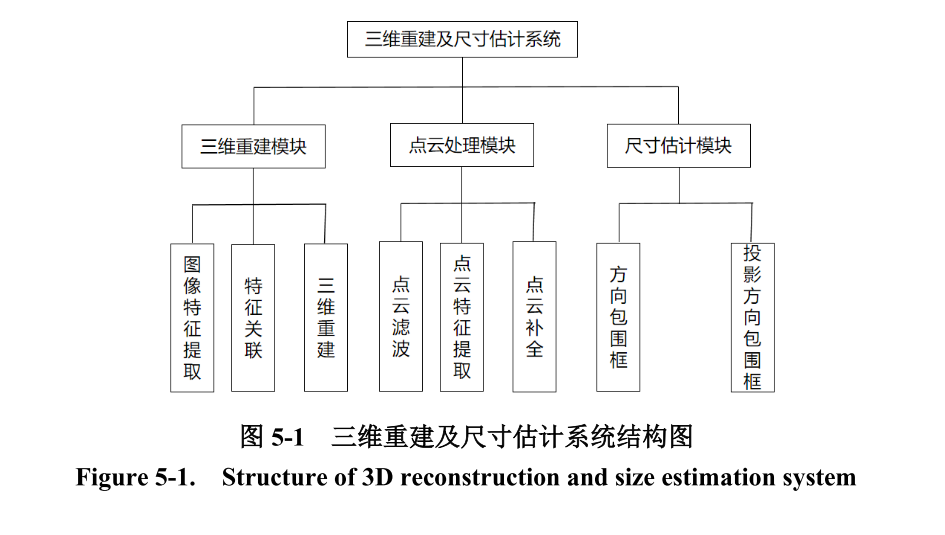 三维重建及尺寸估计系统
三维重建模块
点云处理模块
尺寸估计模块
图像特征提取
特征关联
三维重建
点云滤波
点云特征提取
点云补全
方向包围框
投影方向包围框
图 5-1 三维重建及尺寸估计系统结构图
Figure 5-1. Structure of 3D reconstruction and size estimation system